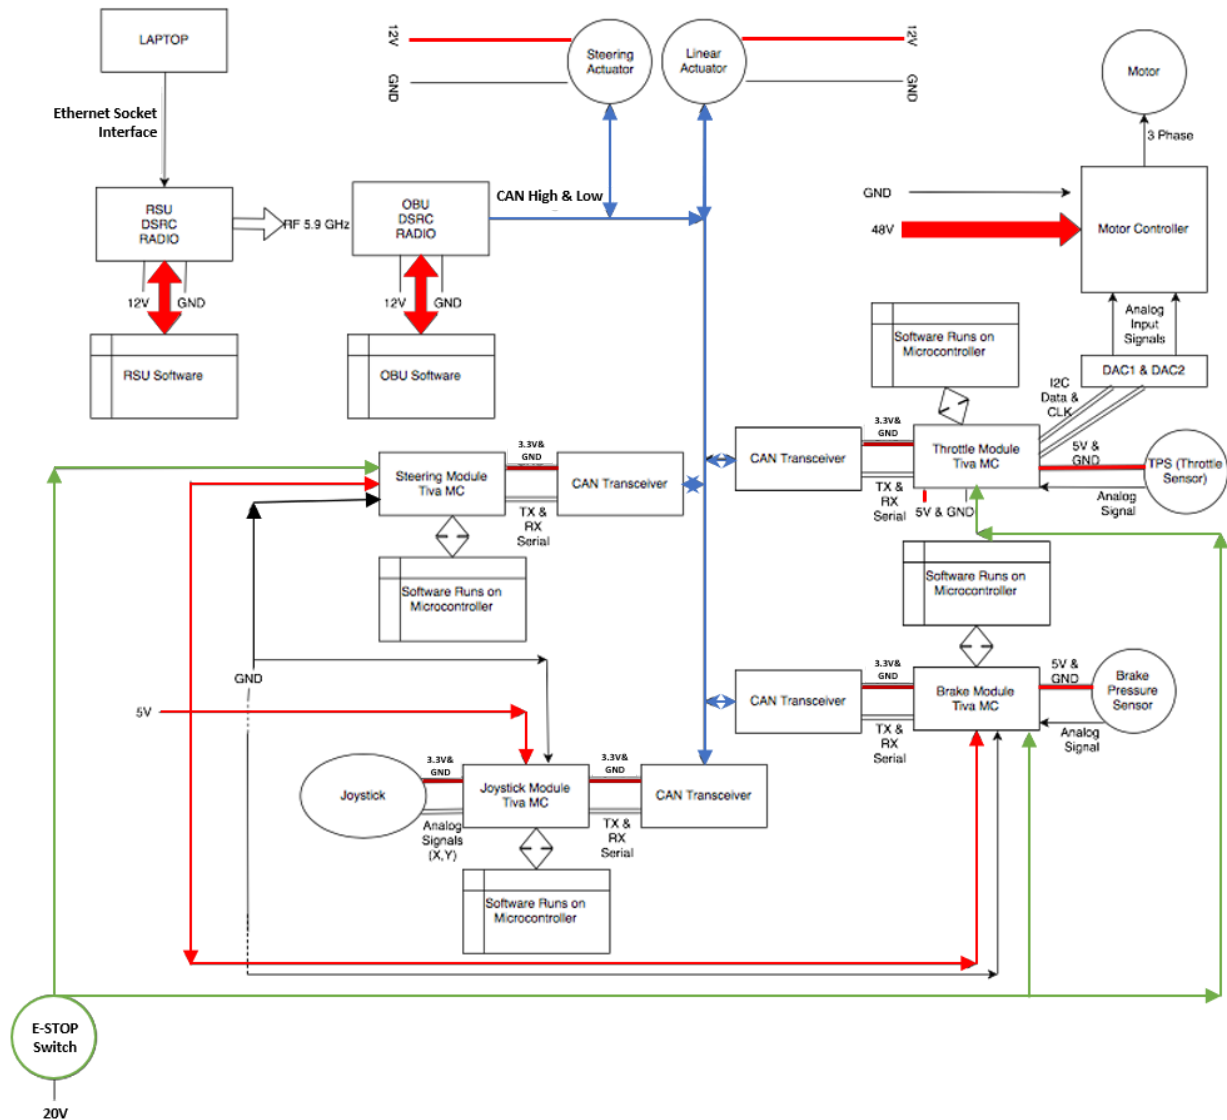 LAPTOP
Ethernet Socket
Interface
12V
GND
Steering
Actuator
Linear
Actuator
12V
GND
Motor
3 Phase
RSU
DSRC
RADIO
RF 5.9 GHz
OBU
DSRC
RADIO
CAN High & Low
GND
48V
Motor Controller
12V
GND
12V
GND
RSU Software
OBU Software
Software Runs on
Microcontroller
Analog
Input
Signals
DAC1 & DAC2
I2C
Data &
CLK
Steering Module
Tiva MC
3.3V&
GND
TX &
RX
Serial
CAN Transceiver
CAN Transceiver
3.3V&
GND
TX &
RX
Serial
Throttle Module
Tiva MC
5V &
GND
TPS (Throttle
Sensor)
Analog
Signal
5V & GND
Software Runs on
Microcontroller
Software Runs on
Microcontroller
GND
5V
CAN Transceiver
3.3V&
GND
TX &
RX
Serial
Brake Module
Tiva MC
5V &
GND
Brake
Pressure
Sensor
Analog
Signal
Joystick
3.3V&
GND
Analog
Signals
(X,Y)
Joystick Module
Tiva MC
3.3V&
GND
TX &
RX
Serial
CAN Transceiver
Software Runs on
Microcontroller
E-STOP
Switch
20V